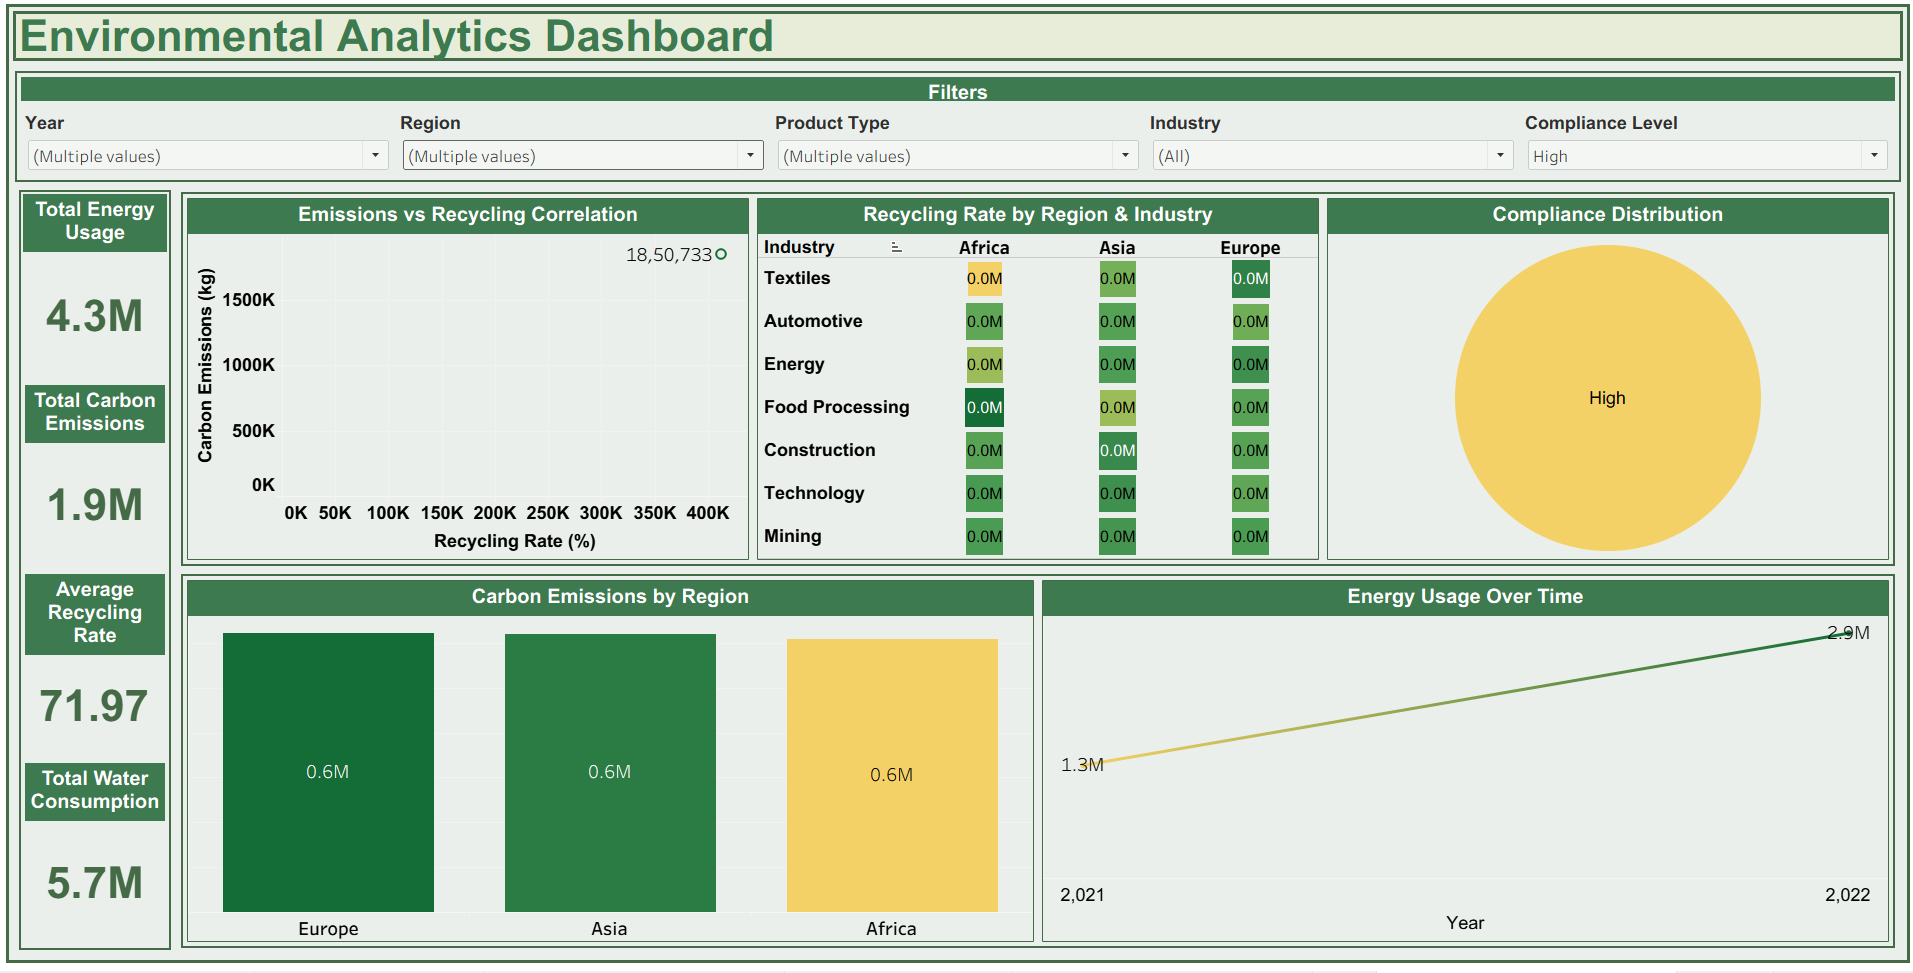 Environmental Analytics Dashboard
Filters
Year
Region
Product Type
Industry
Compliance Level
(Multiple values)
(Multiple values)
(Multiple values)
(All)
High
Total Energy
Usage
4.3M
Total Carbon
Emissions
1.9M
Average
Recycling
Rate
71.97
Total Water
Consumption
5.7M
Emissions vs Recycling Correlation
18,50,733
Carbon Emissions (kg)
1500K
1000K
500K
0K
0K 50K 100K 150K 200K 250K 300K 350K 400K
Recycling Rate (%)
Recycling Rate by Region & Industry
Industry Africa Asia Europe
Textiles 0.0M 0.0M 0.0M
Automotive 0.0M 0.0M 0.0M
Energy 0.0M 0.0M 0.0M
Food Processing 0.0M 0.0M 0.0M
Construction 0.0M 0.0M 0.0M
Technology 0.0M 0.0M 0.0M
Mining 0.0M 0.0M 0.0M
Compliance Distribution
High
Carbon Emissions by Region
0.6M 0.6M 0.6M
Europe Asia Africa
Energy Usage Over Time
2.9M
1.3M
2,021 2,022
Year